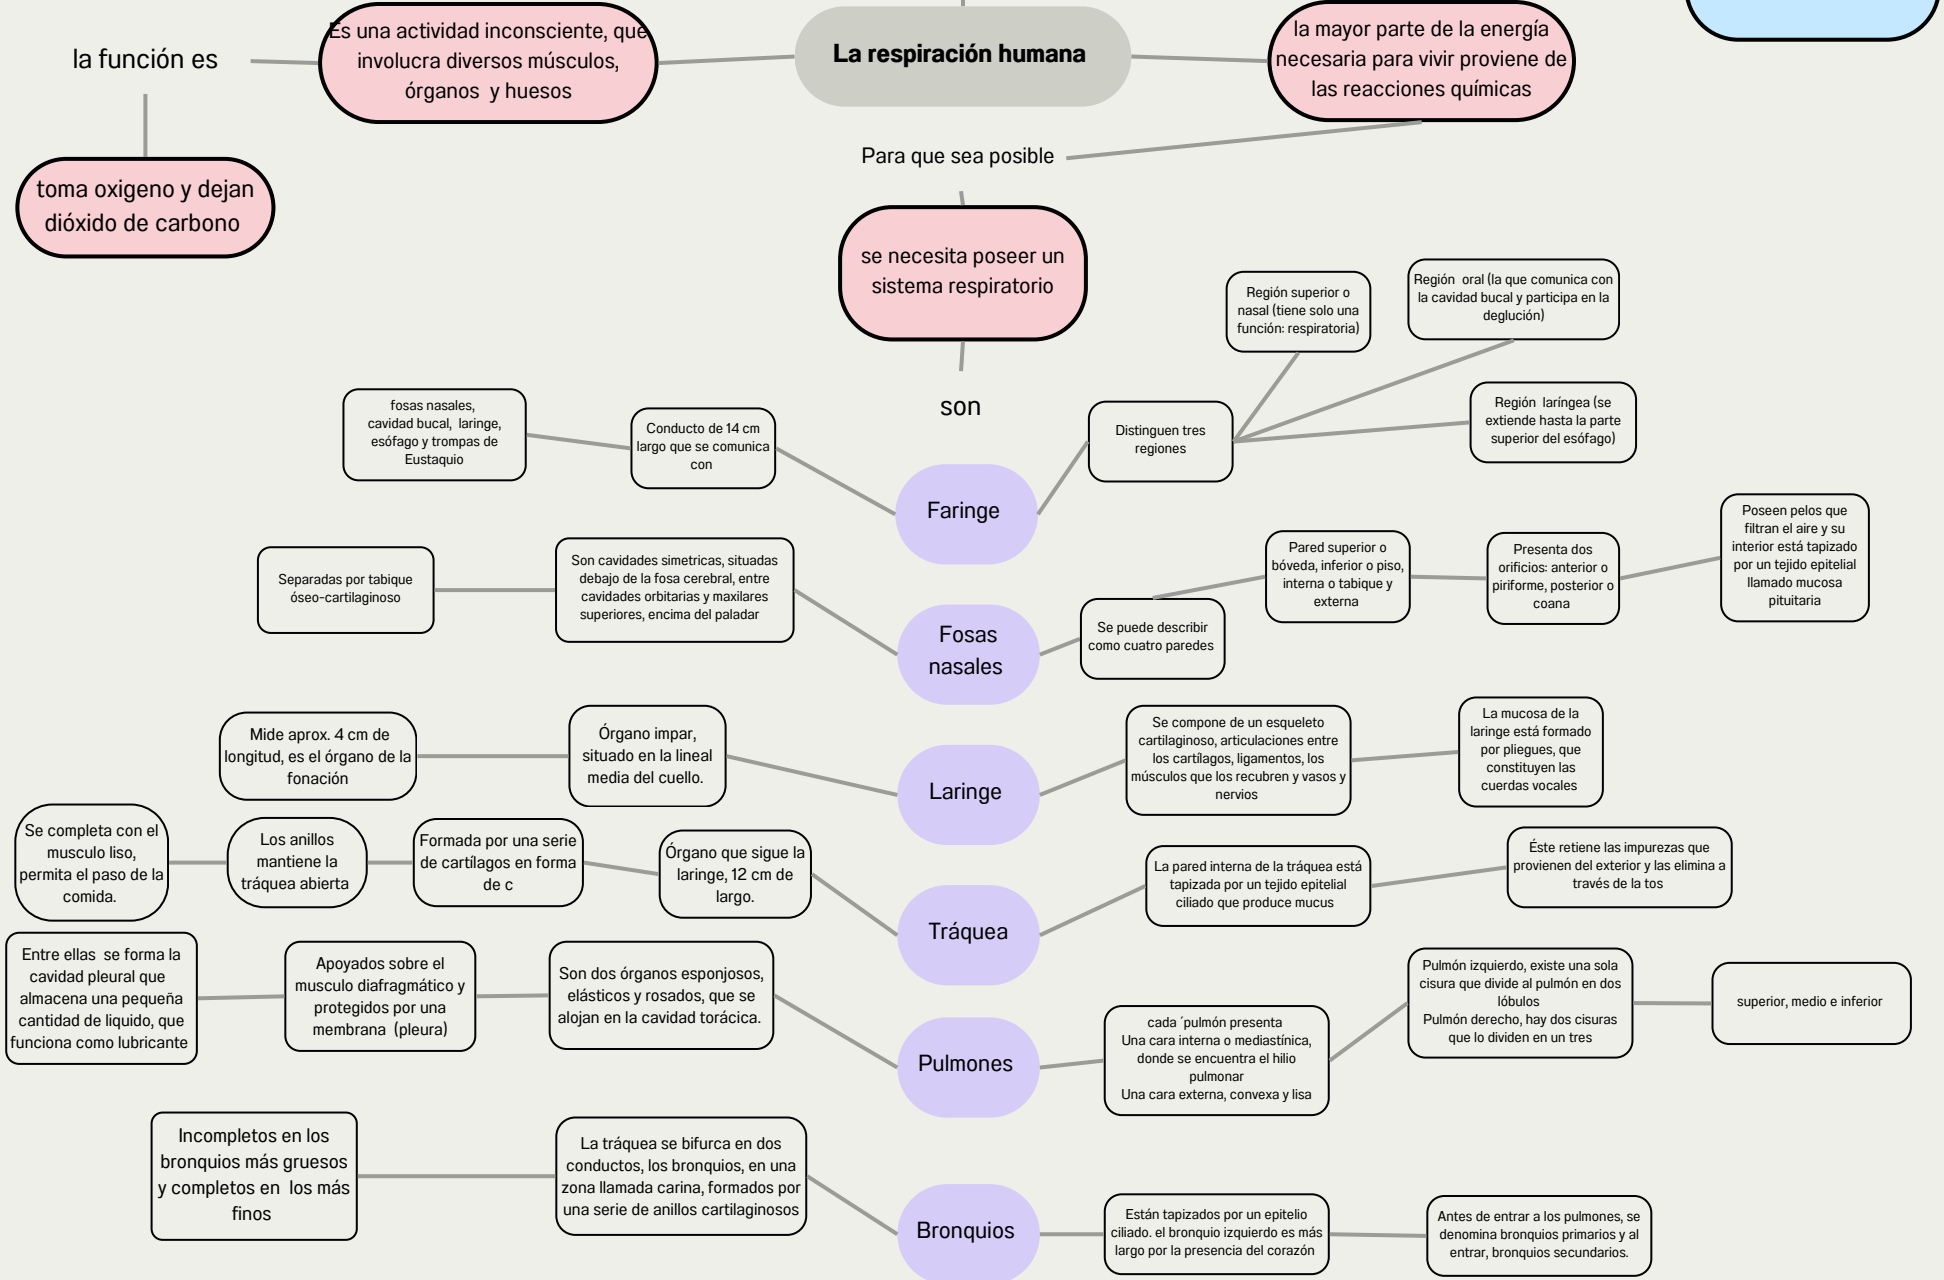 la función es
Es una actividad inconsciente, que
involucra diversos músculos,
órganos y huesos
La respiración humana
la mayor parte de la energía
necesaria para vivir proviene de
las reacciones químicas
toma oxigeno y dejan
dióxido de carbono
Para que sea posible
se necesita poseer un
sistema respiratorio
son
Faringe
Conducto de 14 cm
largo que se comunica
con
fosas nasales,
cavidad bucal, laringe,
esófago y trompas de
Eustaquio
Distinguen tres
regiones
Región superior o
nasal (tiene solo una
función: respiratoria)
Región oral (la que comunica con
la cavidad bucal y participa en la
deglución)
Región laríngea (se
extiende hasta la parte
superior del esófago)
Fosas
nasales
Son cavidades simetricas, situadas
debajo de la fosa cerebral, entre
cavidades orbitarias y maxilares
superiores, encima del paladar
Separadas por tabique
óseo-cartilaginoso
Se puede describir
como cuatro paredes
Pared superior o
bóveda, inferior o piso,
interna o tabique y
externa
Presenta dos
orificios: anterior o
piriforme, posterior o
coana
Poseen pelos que
filtran el aire y su
interior está tapizado
por un tejido epitelial
llamado mucosa
pituitaria
Laringe
Órgano impar,
situado en la lineal
media del cuello.
Mide aprox. 4 cm de
longitud, es el órgano de la
fonación
Se compone de un esqueleto
cartilaginoso, articulaciones entre
los cartílagos, ligamentos, los
músculos que los recubren y vasos y
nervios
La mucosa de la
laringe está formado
por pliegues, que
constituyen las
cuerdas vocales
Tráquea
Órgano que sigue la
laringe, 12 cm de
largo.
Formada por una serie
de cartílagos en forma
de c
Los anillos
mantiene la
tráquea abierta
Se completa con el
musculo liso,
permita el paso de la
comida.
La pared interna de la tráquea está
tapizada por un tejido epitelial
ciliado que produce mucus
Éste retiene las impurezas que
provienen del exterior y las elimina a
través de la tos
Pulmones
Son dos órganos esponjosos,
elásticos y rosados, que se
alojan en la cavidad torácica.
Apoyados sobre el
musculo diafragmático y
protegidos por una
membrana (pleura)
Entre ellas se forma la
cavidad pleural que
almacena una pequeña
cantidad de liquido, que
funciona como lubricante
cada ´pulmón presenta
Una cara interna o mediastínica,
donde se encuentra el hilio
pulmonar
Una cara externa, convexa y lisa
Pulmón izquierdo, existe una sola
cisura que divide al pulmón en dos
lóbulos
Pulmón derecho, hay dos cisuras
que lo dividen en un tres
superior, medio e inferior
Bronquios
La tráquea se bifurca en dos
conductos, los bronquios, en una
zona llamada carina, formados por
una serie de anillos cartilaginosos
Incompletos en los
bronquios más gruesos
y completos en los más
finos
Están tapizados por un epitelio
ciliado. el bronquio izquierdo es más
largo por la presencia del corazón
Antes de entrar a los pulmones, se
denomina bronquios primarios y al
entrar, bronquios secundarios.